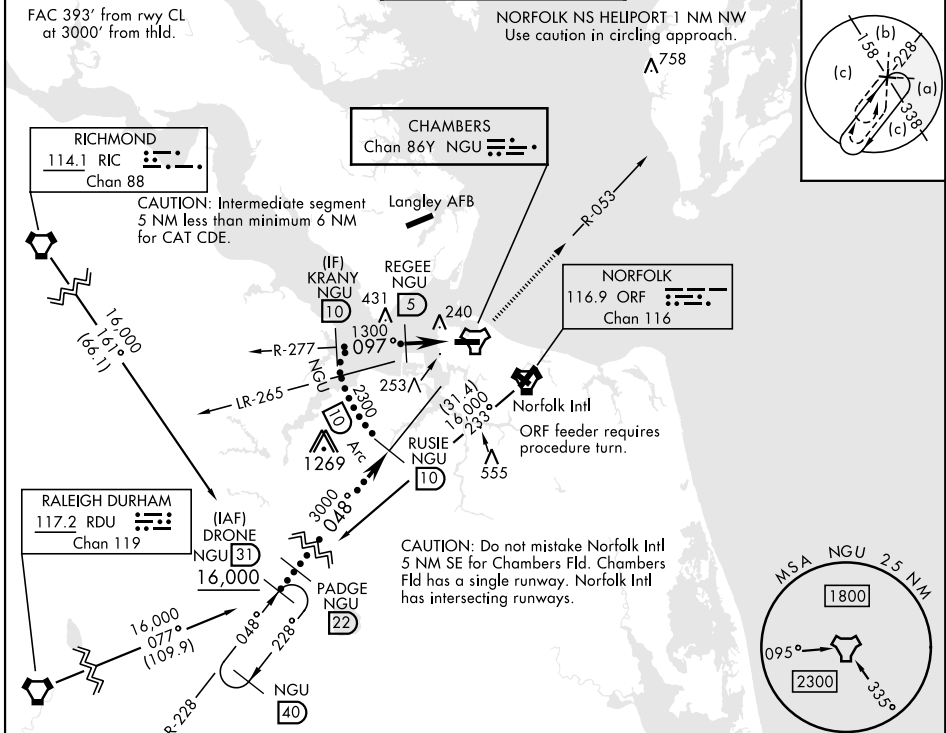 FAC 393' from rwy CL
at 3000' from thld.
NORFOLK NS HELIPORT 1 NM NW
Use caution in circling approach.
758
(b)
158
228
(c)
(a)
338
(c)
RICHMOND
114.1 RIC
Chan 88
CHAMBERS
Chan 86Y NGU
CAUTION: Intermediate segment
5 NM less than minimum 6 NM
for CAT CDE.
Langley AFB
R-053
(IF)
KRANY
NGU
10
REGEE
NGU
5
431
240
NORFOLK
116.9 ORF
Chan 116
16,000
161°
(66.1)
1300
097°
R-277
NGU
LR-265
2300
253
10
Arc
1269
(31.4)
16,000
233°
Norfolk Intl
ORF feeder requires
procedure turn.
RUSIE
NGU
10
555
RALEIGH DURHAM
117.2 RDU
Chan 119
(IAF)
DRONE
NGU 31
16,000
3000
048°
CAUTION: Do not mistake Norfolk Intl
5 NM SE for Chambers Fld. Chambers
Fld has a single runway. Norfolk Intl
has intersecting runways.
PADGE
NGU
22
16,000
077°
(109.9)
048°
228°
NGU
40
R-228
MSA NGU 25 NM
1800
095°
2300
335°